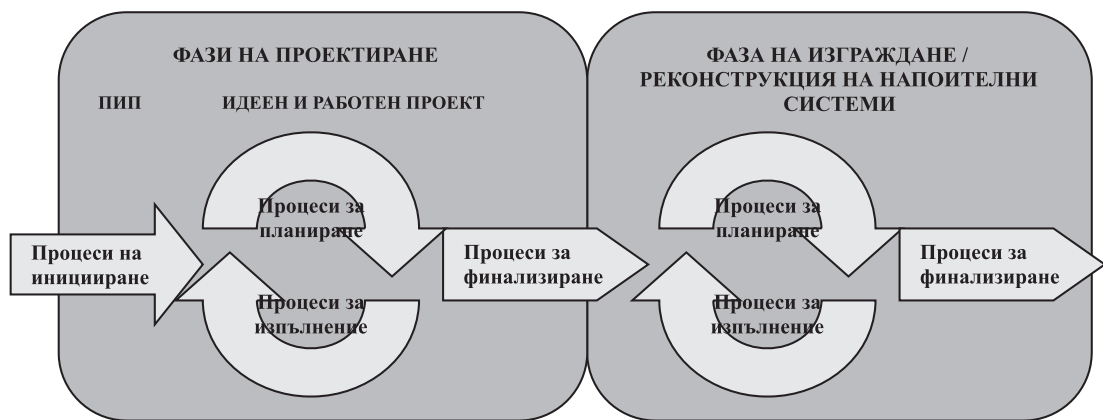 ФАЗИ НА ПРОЕКТИРАНЕ
ПИП
ИДЕЕН И РАБОТЕН ПРОЕКТ
Процеси на
иницииране
Процеси за
планиране
Процеси за
изпълнение
Процеси за
финализиране
ФАЗА НА ИЗГРАЖДАНЕ /
РЕКОНСТРУКЦИЯ НА НАПОИТЕЛНИ
СИСТЕМИ
Процеси за
планиране
Процеси за
изпълнение
Процеси за
финализиране